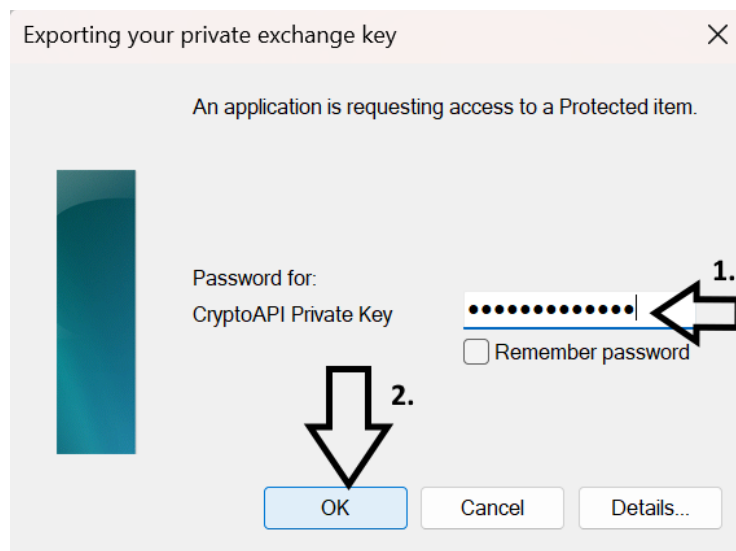 Exporting your private exchange key
An application is requesting access to a Protected item.
1.
Password for:
CryptoAPI Private Key
•••••••••••••
Remember password
2.
OK
Cancel
Details...